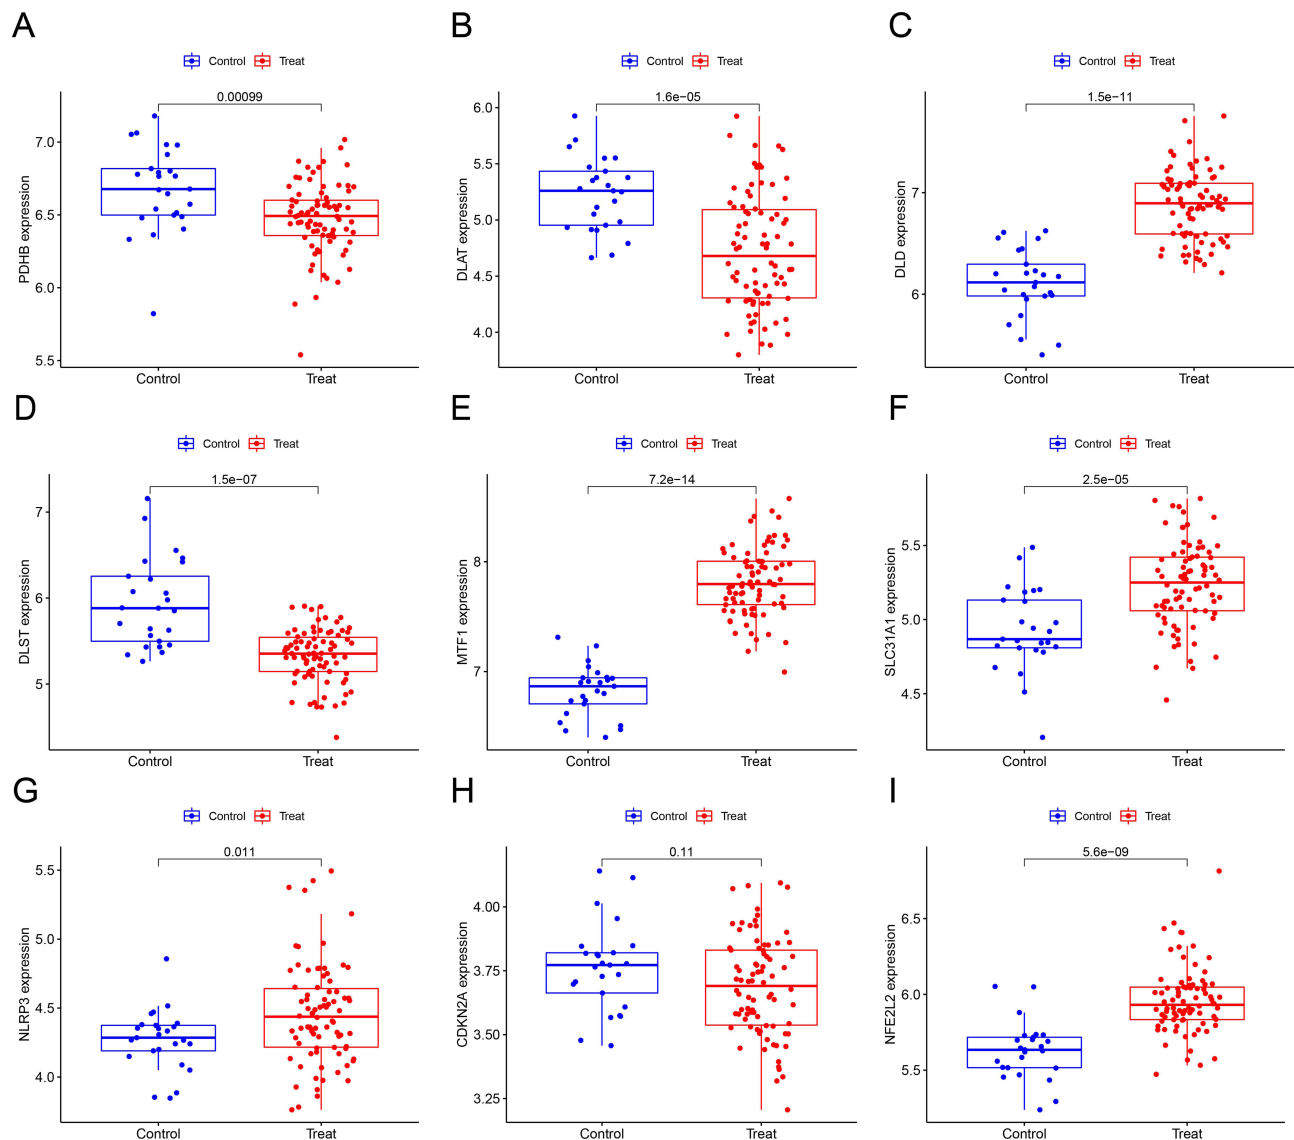 A
Control Treat
0.00099
PDHB expression
7.0
6.5
6.0
5.5
Control Treat
B
Control Treat
1.6e−05
DLAT expression
6.0
5.5
5.0
4.5
4.0
Control Treat
C
Control Treat
1.5e−11
DLD expression
7
6
Control Treat
D
Control Treat
1.5e−07
DLST expression
7
6
5
Control Treat
E
Control Treat
7.2e−14
MTF1 expression
8
7
Control Treat
F
Control Treat
2.5e−05
SLC31A1 expression
5.5
5.0
4.5
Control Treat
G
Control Treat
0.011
NLRP3 expression
5.5
5.0
4.5
4.0
Control Treat
H
Control Treat
0.11
CDKN2A expression
4.00
3.75
3.50
3.25
Control Treat
I
Control Treat
5.6e−09
NFE2L2 expression
6.5
6.0
5.5
Control Treat